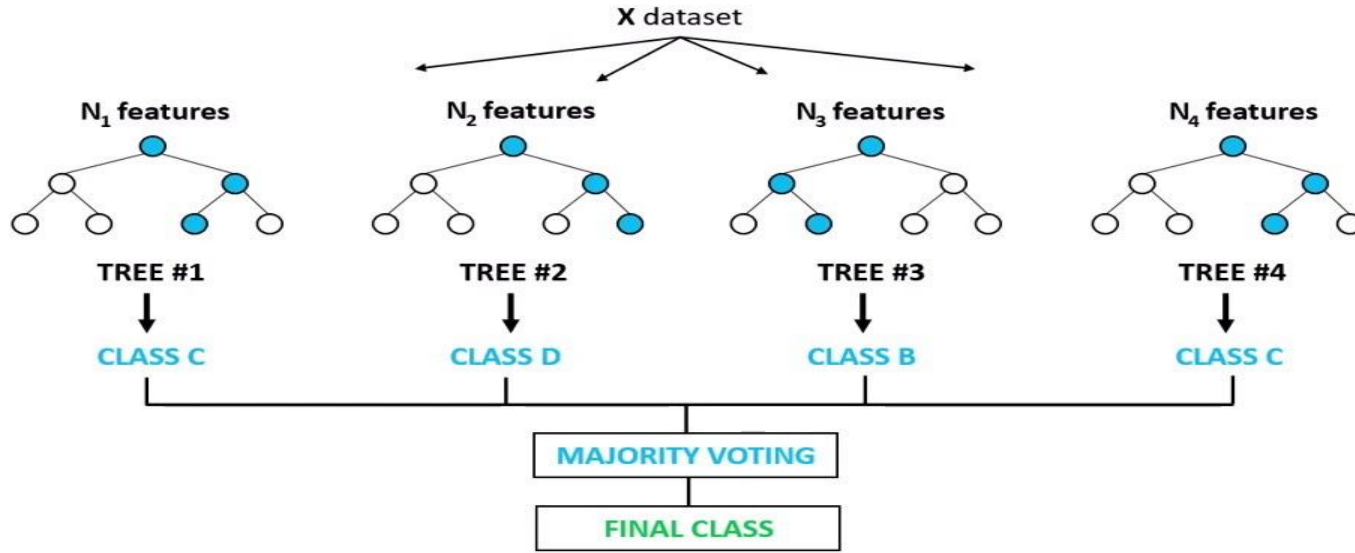 X dataset
N₁ features
N₂ features
N₃ features
N₄ features
TREE #1
TREE #2
TREE #3
TREE #4
CLASS C
CLASS D
CLASS B
CLASS C
MAJORITY VOTING
FINAL CLASS